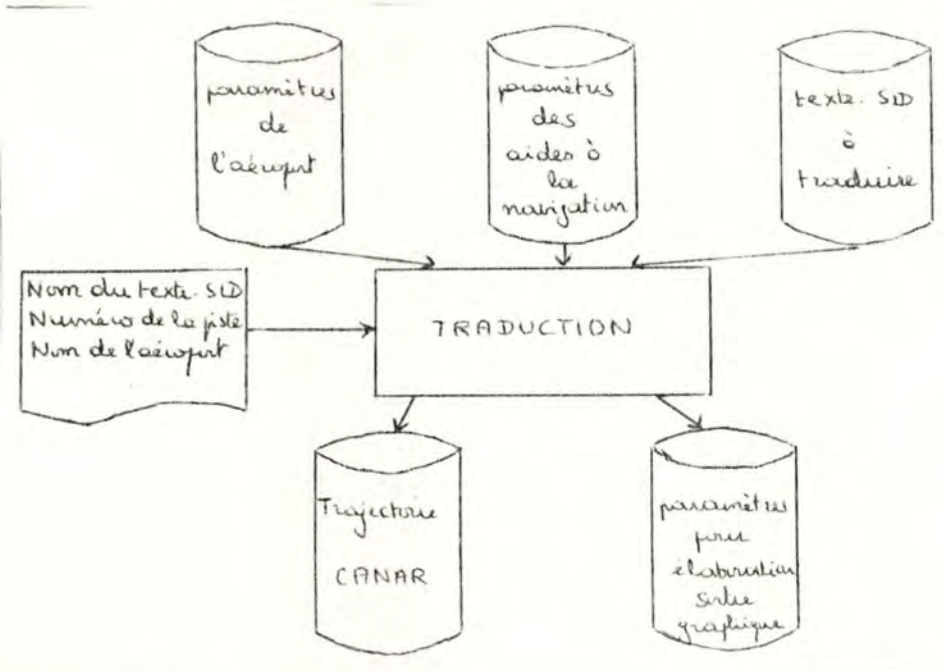 paramètres
de
l'aéroport
paramètres
des
aides à
la
navigation
texte. SID
à
traduire
Nom du texte. SID
Numéro de la piste
Nom de l'aéroport
TRADUCTION
Trajectoire
CANAR
paramètres
pour
élaboration
sortie
graphique